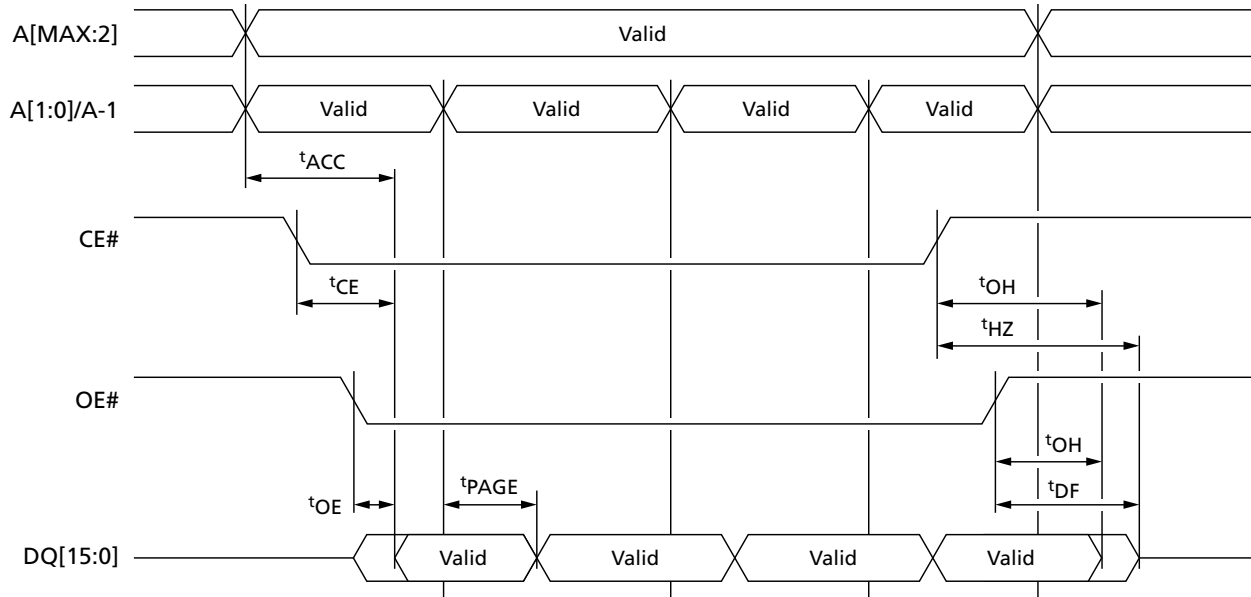 A[MAX:2]
Valid
A[1:0]/A-1
Valid Valid Valid Valid
tACC
CE#
tCE
tOH
tHZ
OE#
tOH
tPAGE
tDF
tOE
DQ[15:0]
Valid Valid Valid Valid